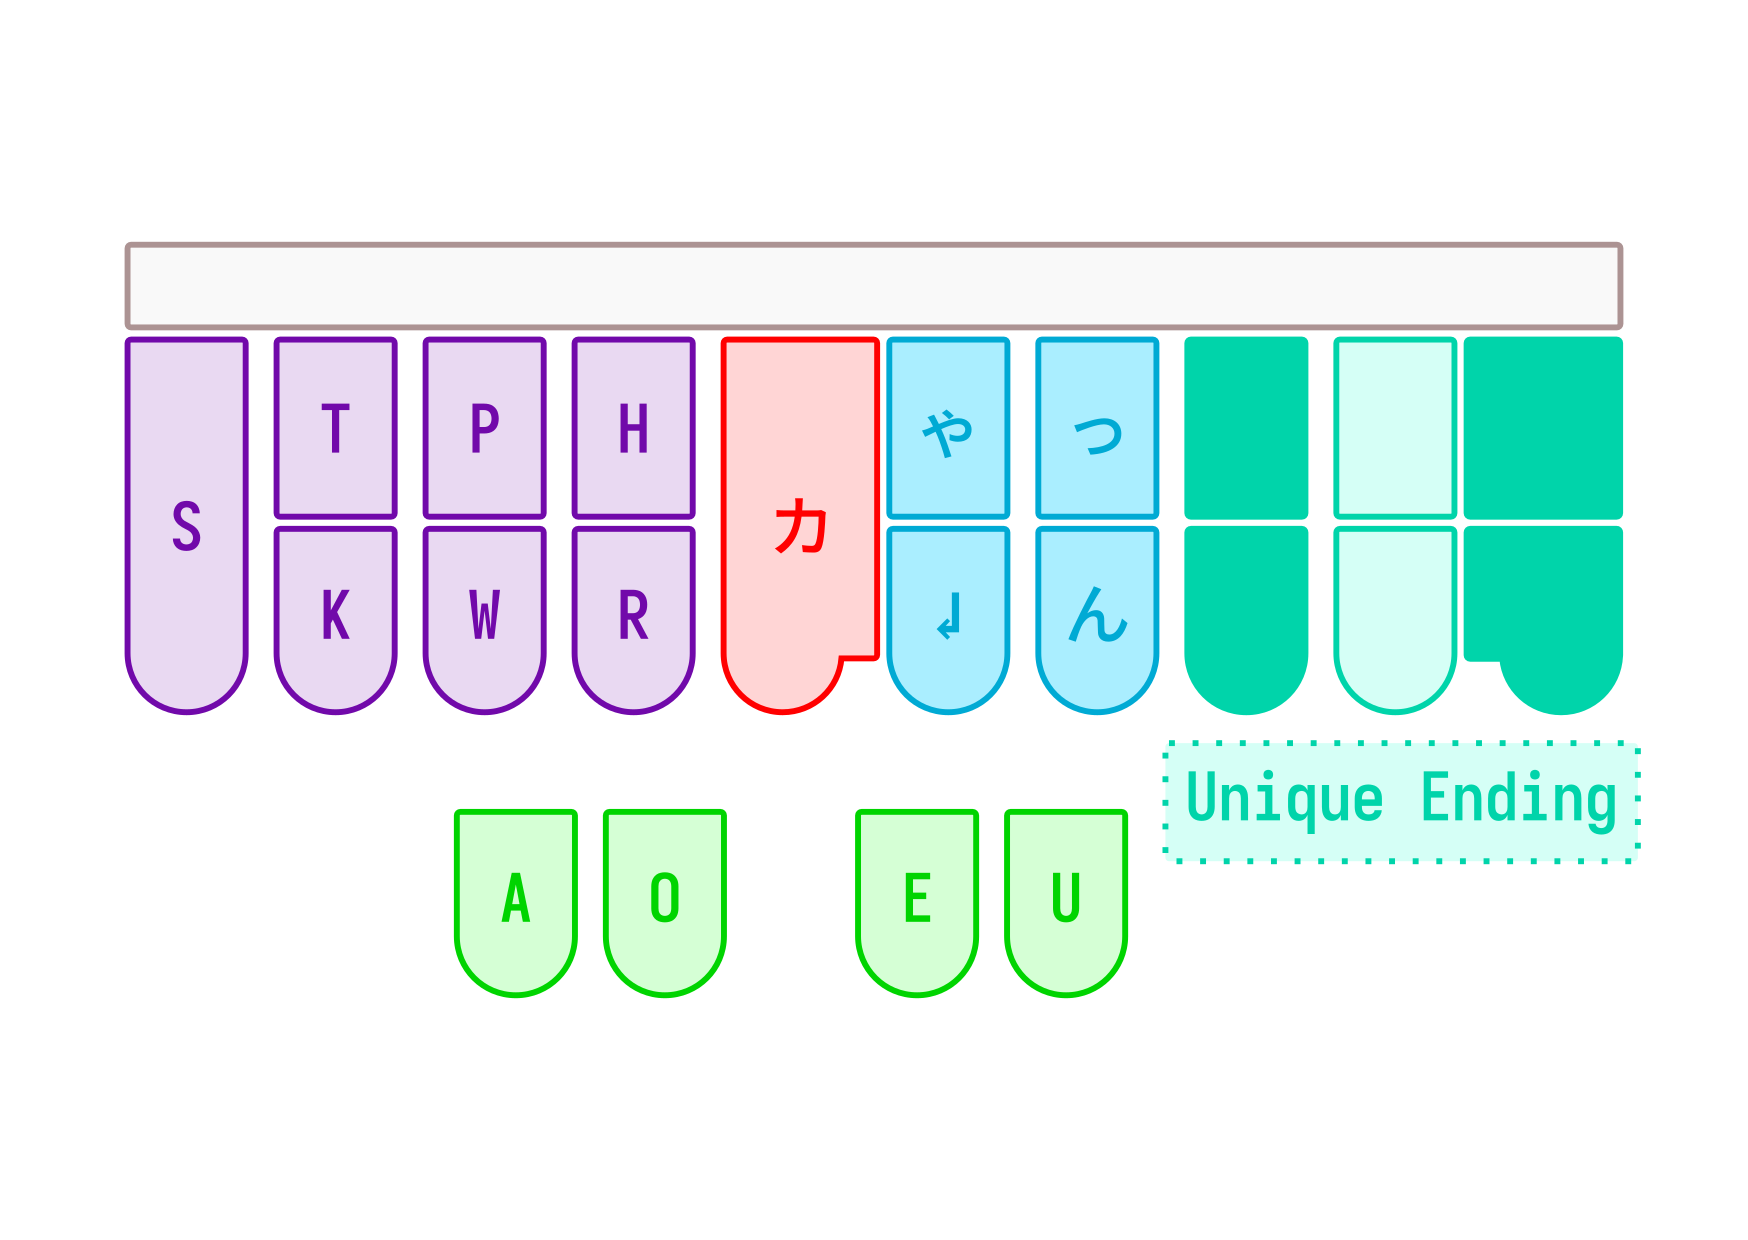 S T P H カ や つ
K W R ↲ ん
Unique Ending
A O E U